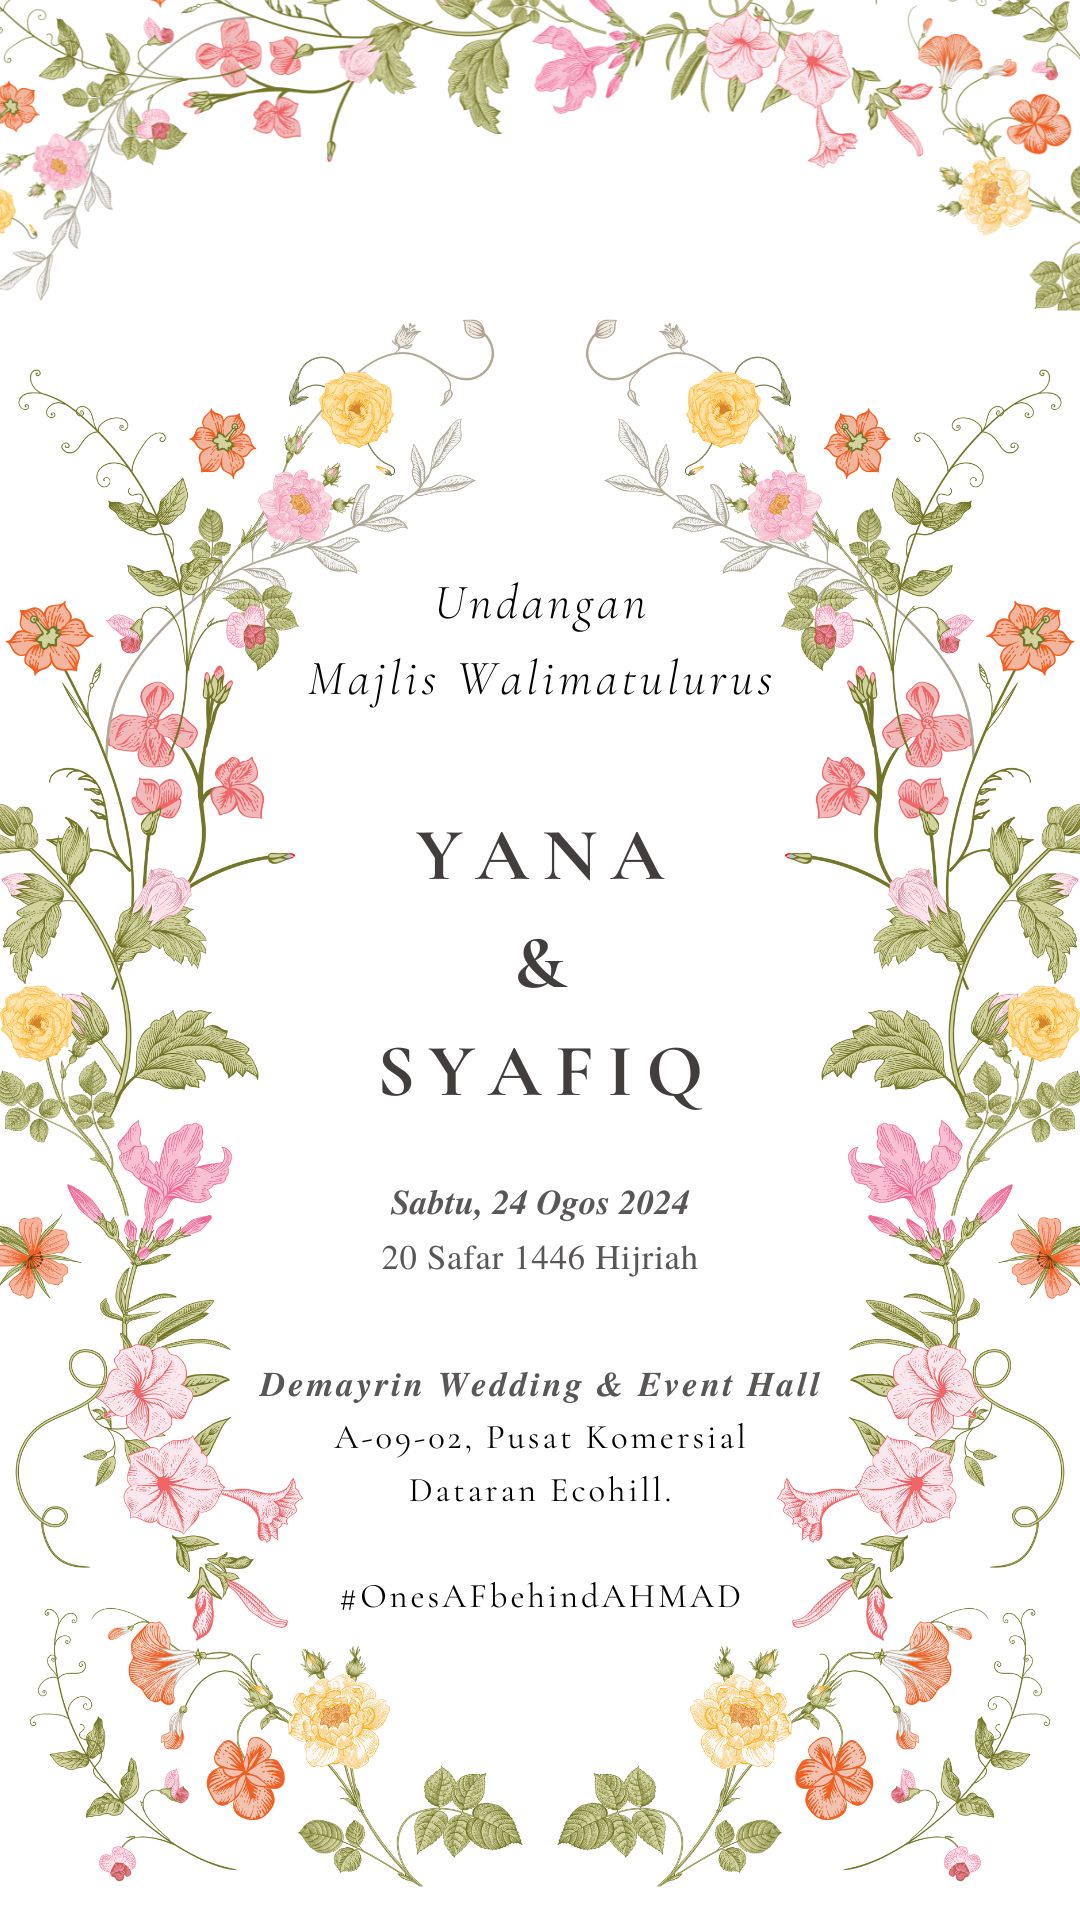 Undangan
Majlis Walimatulurus
YANA
&
SYAFIQ
Sabtu, 24 Ogos 2024
20 Safar 1446 Hijriah
Demayrin Wedding & Event Hall
A-09-02, Pusat Komersial
Dataran Ecohill.
#OnesAFbehindAHMAD